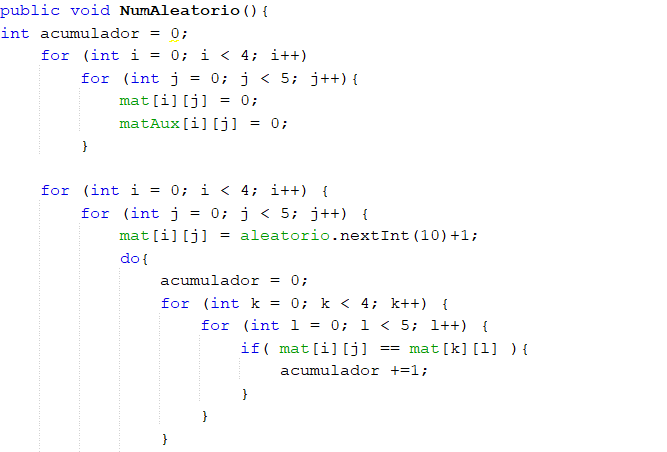 public void NumAleatorio(){
int acumulador = 0;
for (int i = 0; i < 4; i++)
for (int j = 0; j < 5; j++){
mat[i][j] = 0;
matAux[i][j] = 0;
}
for (int i = 0; i < 4; i++) {
for (int j = 0; j < 5; j++) {
mat[i][j] = aleatorio.nextInt(10)+1;
do{
acumulador = 0;
for (int k = 0; k < 4; k++) {
for (int l = 0; l < 5; l++) {
if( mat[i][j] == mat[k][l] ){
acumulador +=1;
}
}
}